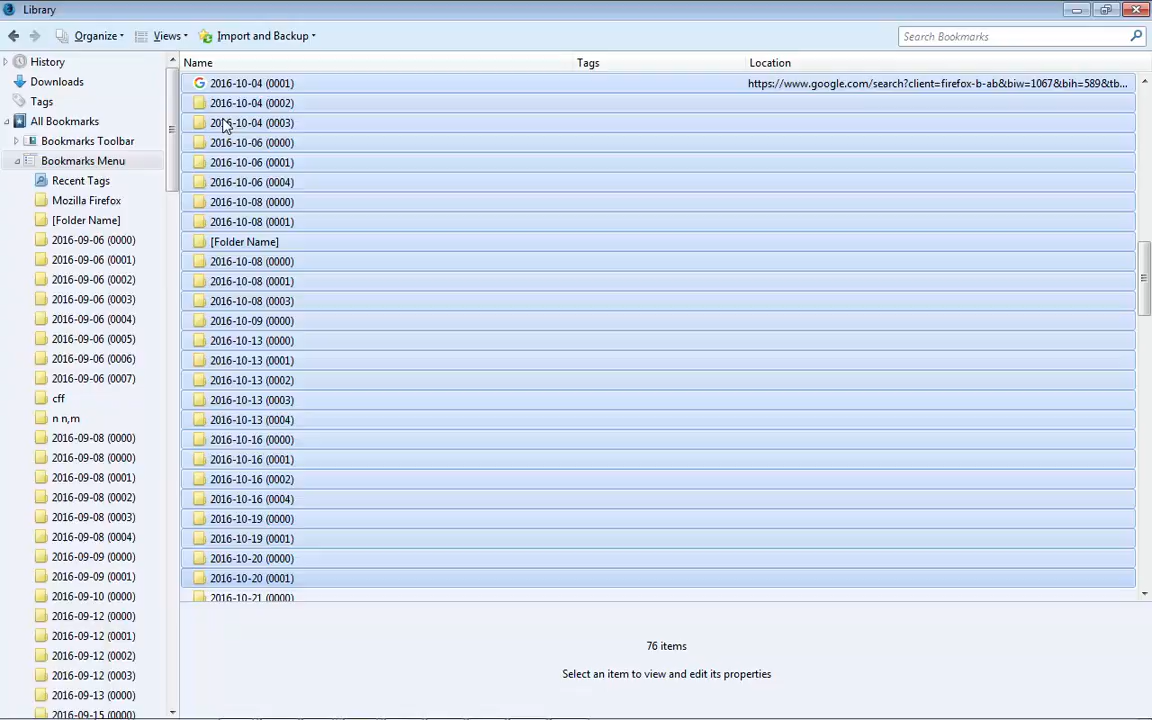 Library
Organize Views Import and Backup Search Bookmarks
Name Tags Location
History
Downloads
Tags
All Bookmarks
Bookmarks Toolbar
Bookmarks Menu
Recent Tags
Mozilla Firefox
[Folder Name]
2016-09-06 (0000)
2016-09-06 (0001)
2016-09-06 (0002)
2016-09-06 (0003)
2016-09-06 (0004)
2016-09-06 (0005)
2016-09-06 (0006)
2016-09-06 (0007)
cff
n n,m
2016-09-08 (0000)
2016-09-08 (0000)
2016-09-08 (0001)
2016-09-08 (0002)
2016-09-08 (0003)
2016-09-08 (0004)
2016-09-09 (0000)
2016-09-09 (0001)
2016-09-10 (0000)
2016-09-12 (0000)
2016-09-12 (0001)
2016-09-12 (0002)
2016-09-12 (0003)
2016-09-13 (0000)
2016-09-15 (0000)
2016-10-04 (0001) https://www.google.com/search?client=firefox-b-ab&biw=1067&bih=589&tb...
2016-10-04 (0002)
2016-10-04 (0003)
2016-10-06 (0000)
2016-10-06 (0001)
2016-10-06 (0004)
2016-10-08 (0000)
2016-10-08 (0001)
[Folder Name]
2016-10-08 (0000)
2016-10-08 (0001)
2016-10-08 (0003)
2016-10-09 (0000)
2016-10-13 (0000)
2016-10-13 (0001)
2016-10-13 (0002)
2016-10-13 (0003)
2016-10-13 (0004)
2016-10-16 (0000)
2016-10-16 (0001)
2016-10-16 (0002)
2016-10-16 (0004)
2016-10-19 (0000)
2016-10-19 (0001)
2016-10-20 (0000)
2016-10-20 (0001)
2016-10-21 (0000)
76 items
Select an item to view and edit its properties